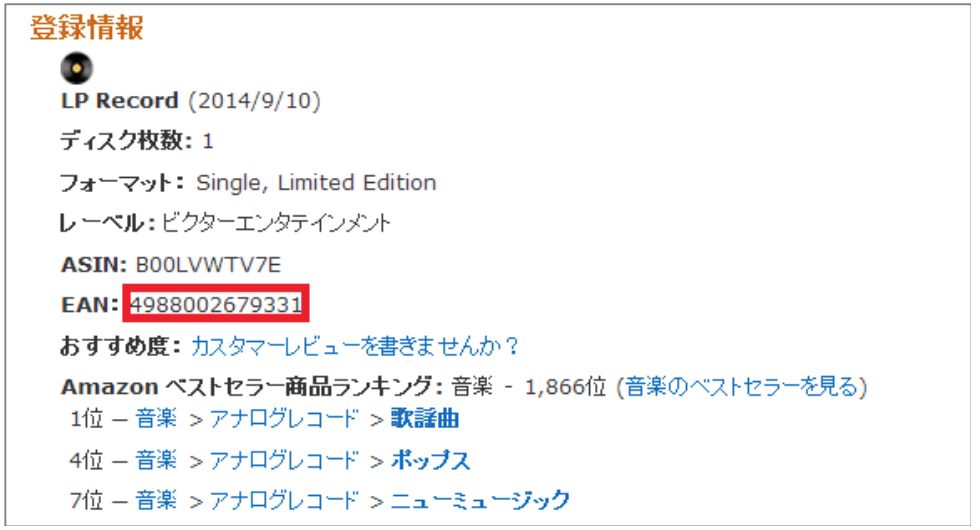 登録情報
LP Record (2014/9/10)
ディスク枚数: 1
フォーマット: Single, Limited Edition
レーベル: ビクターエンタテインメント
ASIN: B00LVWTV7E
EAN: 4988002679331
おすすめ度: カスタマーレビューを書きませんか？
Amazon ベストセラー商品ランキング: 音楽 - 1,866位 (音楽のベストセラーを見る)
1位 ─ 音楽 > アナログレコード > 歌謡曲
4位 ─ 音楽 > アナログレコード > ポップス
7位 ─ 音楽 > アナログレコード > ニューミュージック